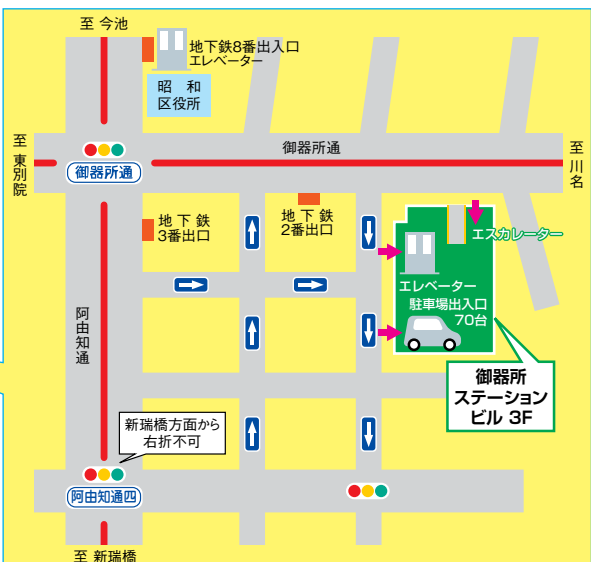 至 今池
地下鉄8番出入口
エレベーター
昭 和
区役所
至 東別院
御器所通
御器所通
至 川名
地 下 鉄
3番出口
地 下 鉄
2番出口
エスカレーター
エレベーター
駐車場出入口
70台
阿由知通
御器所
ステーション
ビル 3F
新瑞橋方面から
右折不可
阿由知通四
至 新瑞橋